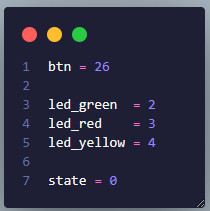 1 btn = 26
2
3 led_green  = 2
4 led_red    = 3
5 led_yellow = 4
6
7 state = 0